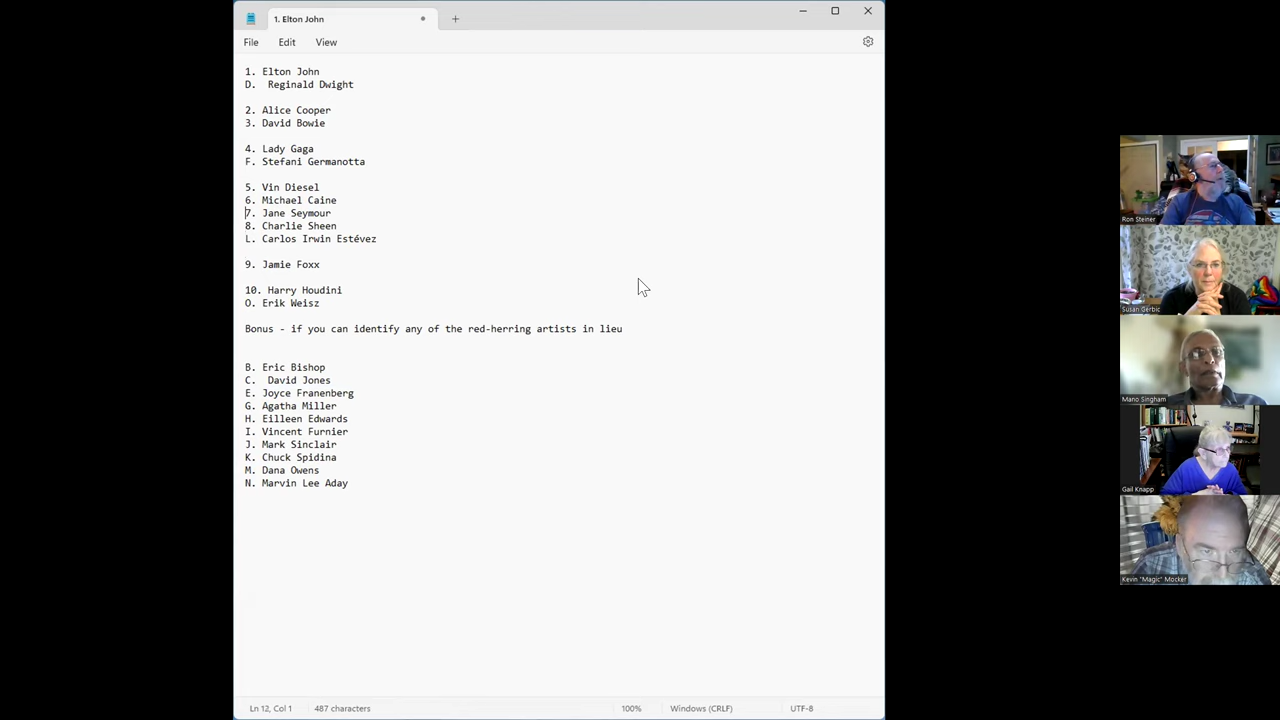 1. Elton John
File Edit View
1. Elton John
D.  Reginald Dwight
2. Alice Cooper
3. David Bowie
4. Lady Gaga
F. Stefani Germanotta
5. Vin Diesel
6. Michael Caine
7. Jane Seymour
8. Charlie Sheen
L. Carlos Irwin Estévez
9. Jamie Foxx
10. Harry Houdini
O. Erik Weisz
Bonus - if you can identify any of the red-herring artists in lieu
B. Eric Bishop
C.  David Jones
E. Joyce Franenberg
G. Agatha Miller
H. Eilleen Edwards
I. Vincent Furnier
J. Mark Sinclair
K. Chuck Spidina
M. Dana Owens
N. Marvin Lee Aday
Ln 12, Col 1 487 characters 100% Windows (CRLF) UTF-8
Ron Steiner
Susan Gerbic
Mano Singham
Gail Knapp
Kevin "Magic" Mocker